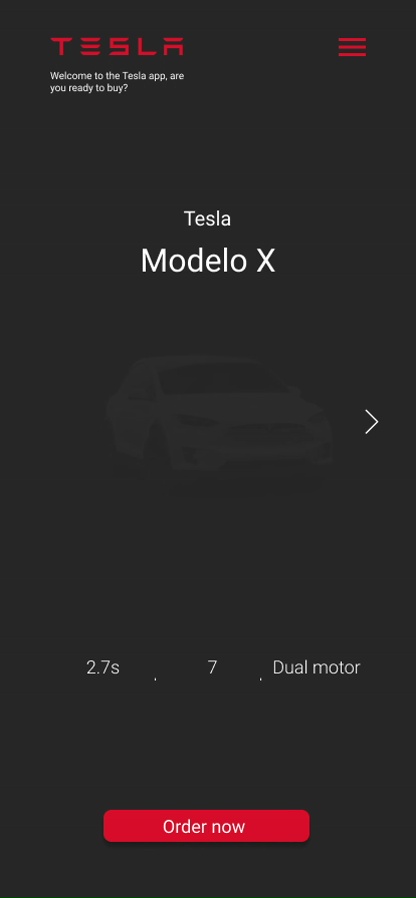 TESLA
Welcome to the Tesla app, are
you ready to buy?
Tesla
Modelo X
2.7s . 7 . Dual motor
Order now